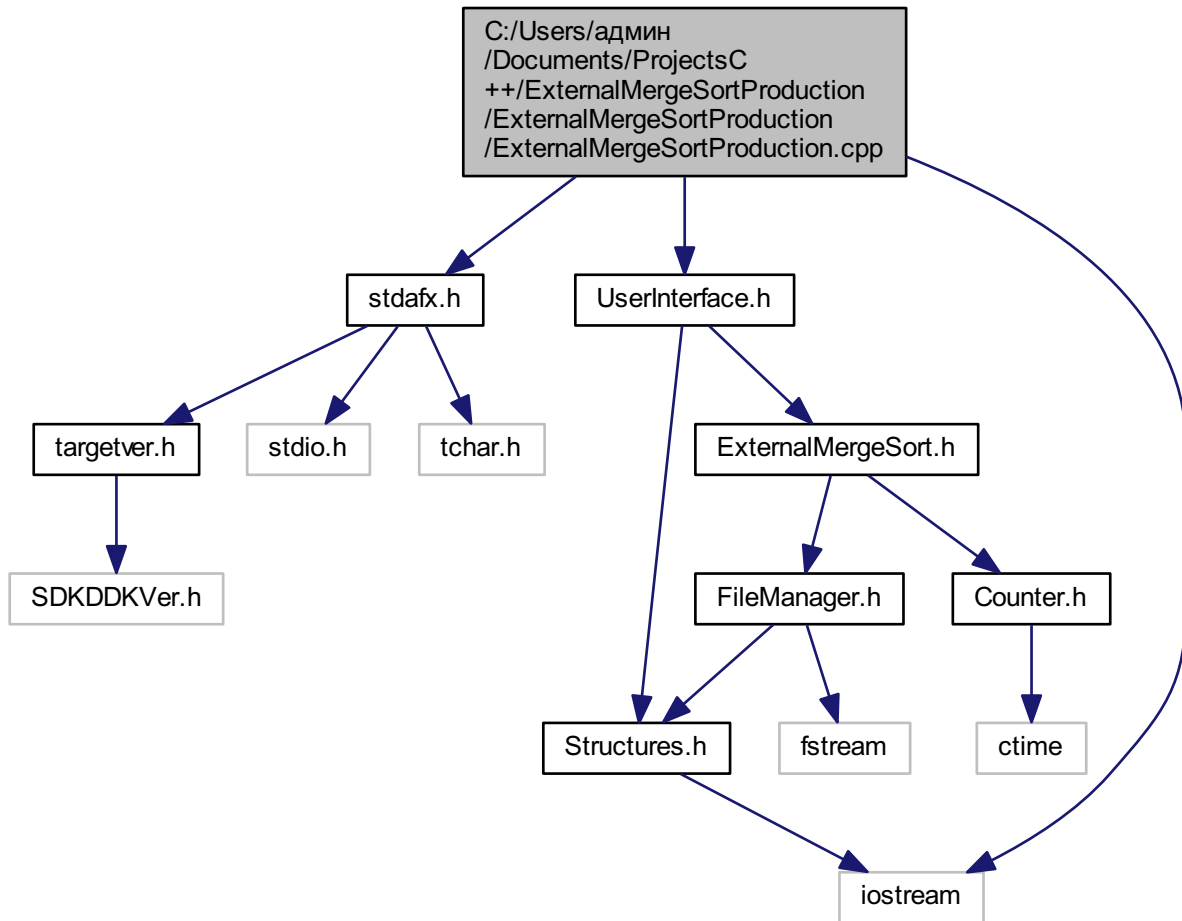 C:/Users/админ
/Documents/ProjectsC
++/ExternalMergeSortProduction
/ExternalMergeSortProduction
/ExternalMergeSortProduction.cpp
stdafx.h
UserInterface.h
targetver.h
stdio.h
tchar.h
ExternalMergeSort.h
SDKDDKVer.h
FileManager.h
Counter.h
Structures.h
fstream
ctime
iostream